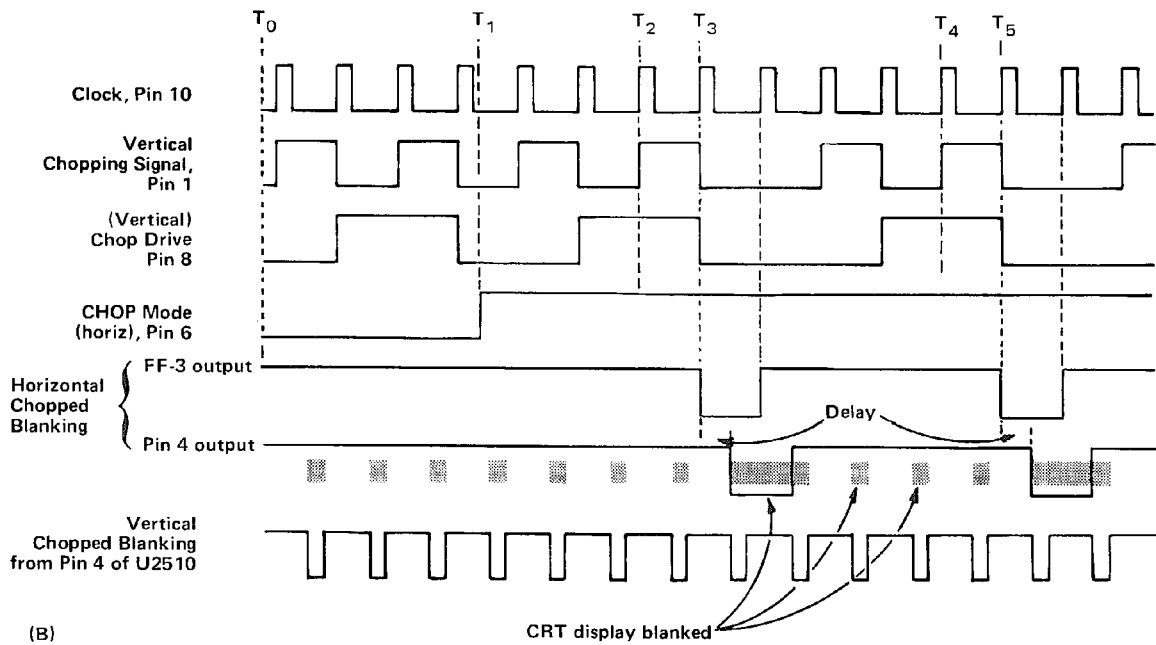 T0 T1 T2 T3 T4 T5
Clock, Pin 10
Vertical
Chopping Signal,
Pin 1
(Vertical)
Chop Drive
Pin 8
CHOP Mode
(horiz), Pin 6
FF-3 output
Horizontal
Chopped
Blanking
Delay
Pin 4 output
Vertical
Chopped Blanking
from Pin 4 of U2510
CRT display blanked
(B)